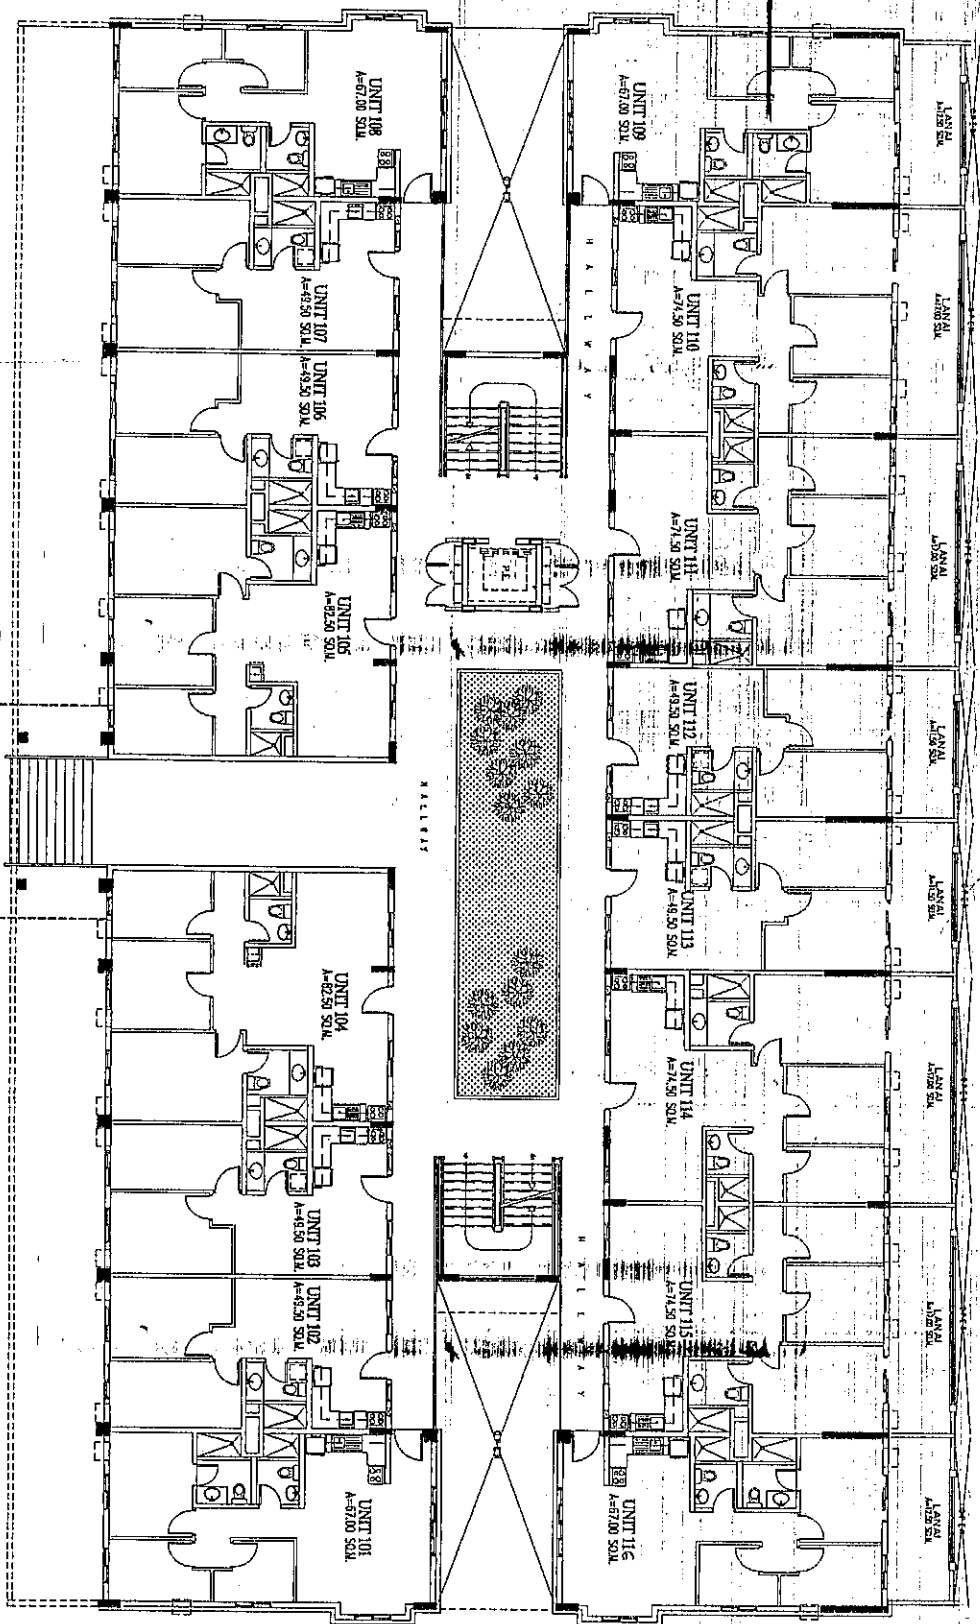 UNIT 108
A=67.00 SQ.M.
UNIT 109
A=67.00 SQ.M.
LANAI
UNIT 107
A=49.50 SQ.M.
HALLWAY
UNIT 110
A=74.50 SQ.M.
LANAI
UNIT 106
A=49.50 SQ.M.
UNIT 105
A=82.50 SQ.M.
UNIT 111
A=74.50 SQ.M.
LANAI
UNIT 112
A=49.50 SQ.M.
LANAI
HALLWAY
UNIT 113
A=49.50 SQ.M.
LANAI
UNIT 104
A=82.50 SQ.M.
UNIT 114
A=74.50 SQ.M.
LANAI
UNIT 103
A=49.50 SQ.M.
UNIT 102
A=49.50 SQ.M.
HALLWAY
UNIT 115
A=74.50 SQ.M.
LANAI
UNIT 101
A=67.00 SQ.M.
UNIT 116
A=67.00 SQ.M.
LANAI